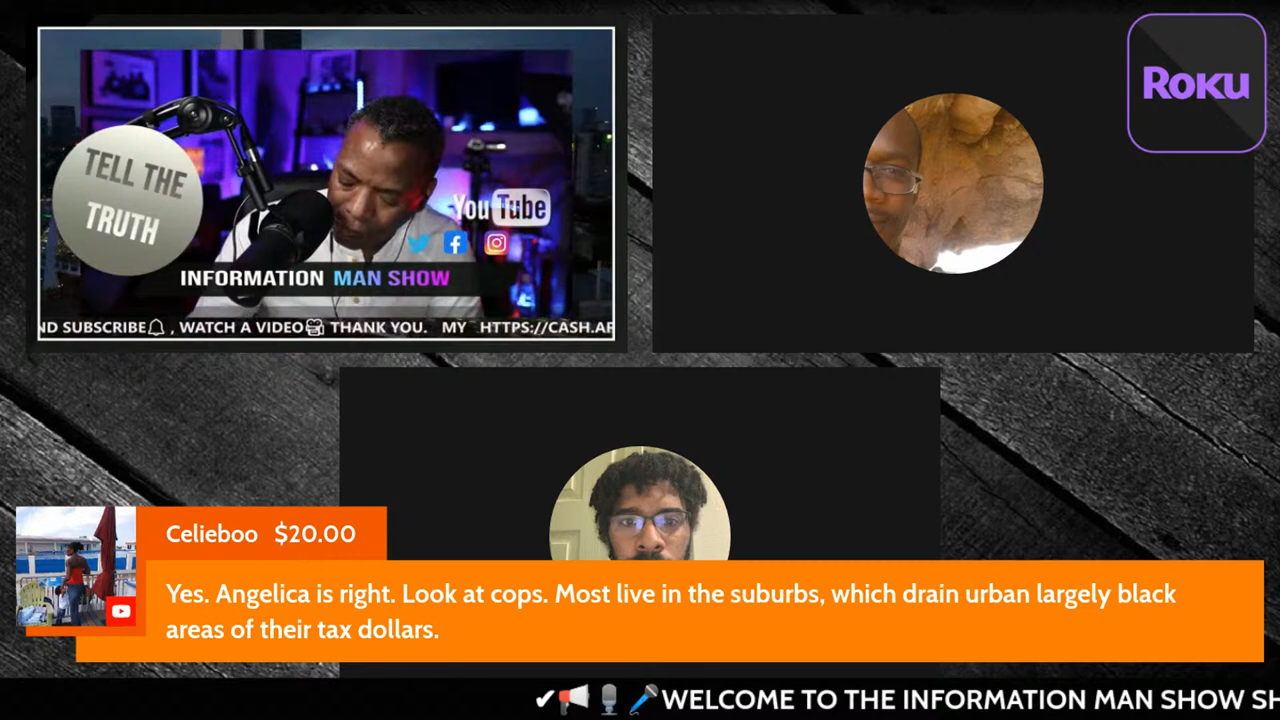 TELL THE
TRUTH
YouTube
INFORMATION MAN SHOW
ND SUBSCRIBE🔔 , WATCH A VIDEO🎥 THANK YOU. MY HTTPS://CASH.AP
ROKU
Celieboo $20.00
Yes. Angelica is right. Look at cops. Most live in the suburbs, which drain urban largely black
areas of their tax dollars.
✔📢🎙🎤WELCOME TO THE INFORMATION MAN SHOW SH